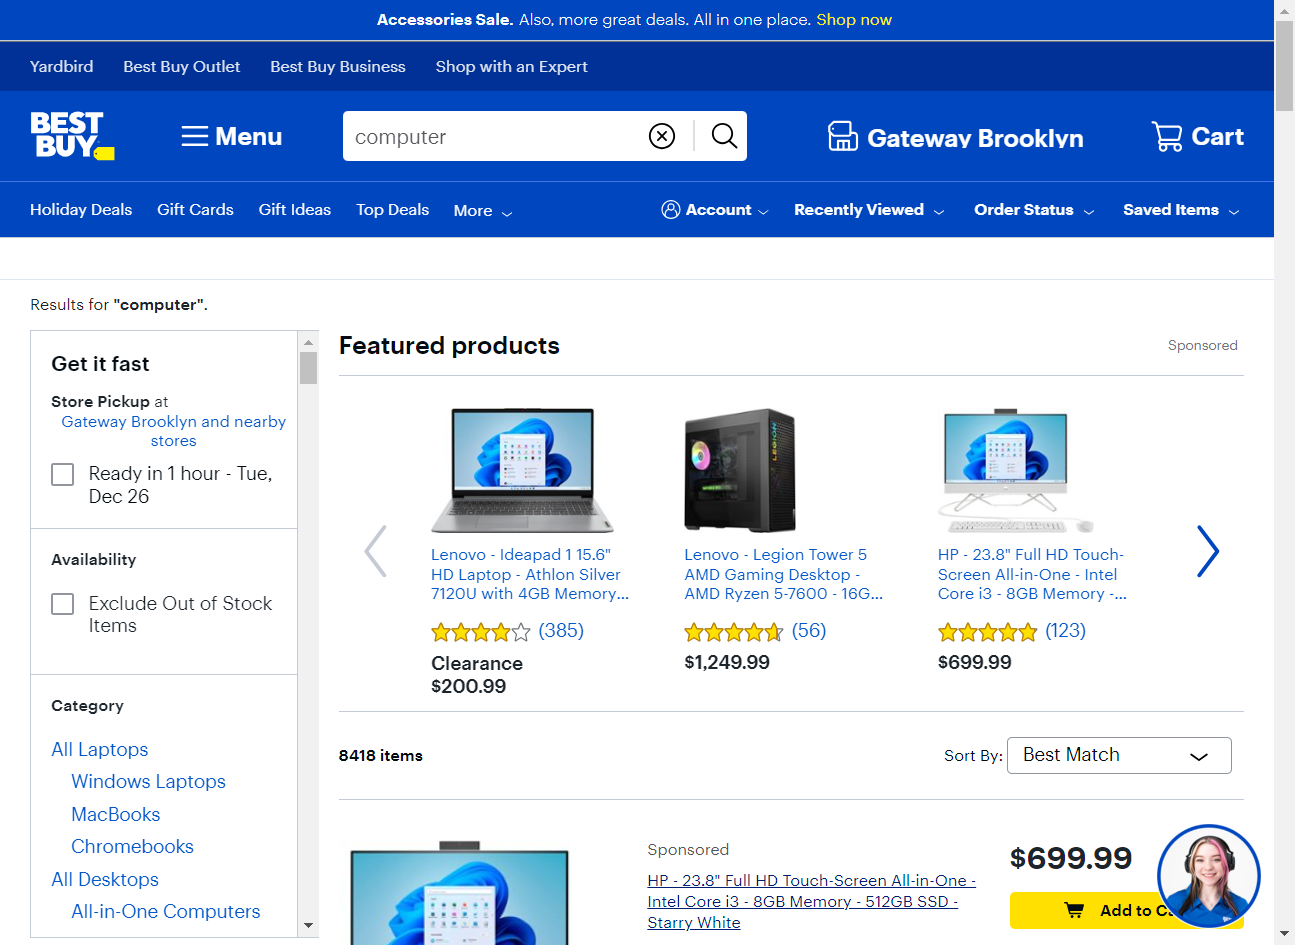 Accessories Sale. Also, more great deals. All in one place. Shop now
Yardbird Best Buy Outlet Best Buy Business Shop with an Expert
BEST BUY
Menu
computer
Gateway Brooklyn
Cart
Holiday Deals Gift Cards Gift Ideas Top Deals More
Account Recently Viewed Order Status Saved Items
Results for "computer".
Get it fast
Store Pickup at
Gateway Brooklyn and nearby
stores
Ready in 1 hour - Tue,
Dec 26
Availability
Exclude Out of Stock
Items
Category
All Laptops
Windows Laptops
MacBooks
Chromebooks
All Desktops
All-in-One Computers
Featured products
Sponsored
LEGION
Lenovo - Ideapad 1 15.6"
HD Laptop - Athlon Silver
7120U with 4GB Memory...
(385)
Clearance
$200.99
Lenovo - Legion Tower 5
AMD Gaming Desktop -
AMD Ryzen 5-7600 - 16G...
(56)
$1,249.99
HP - 23.8" Full HD Touch-
Screen All-in-One - Intel
Core i3 - 8GB Memory -...
(123)
$699.99
8418 items
Sort By: Best Match
Sponsored
HP - 23.8" Full HD Touch-Screen All-in-One -
Intel Core i3 - 8GB Memory - 512GB SSD -
Starry White
$699.99
Add to C